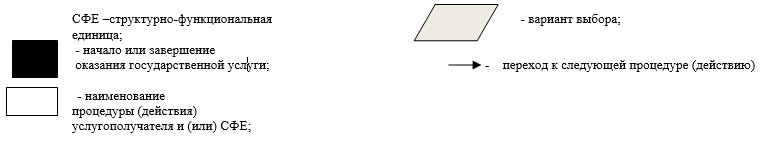 СФЕ –структурно-функциональная
единица;
- начало или завершение
оказания государственной услуги;
- наименование
процедуры (действия)
услугополучателя и (или) СФЕ;
- вариант выбора;
- переход к следующей процедуре (действию)